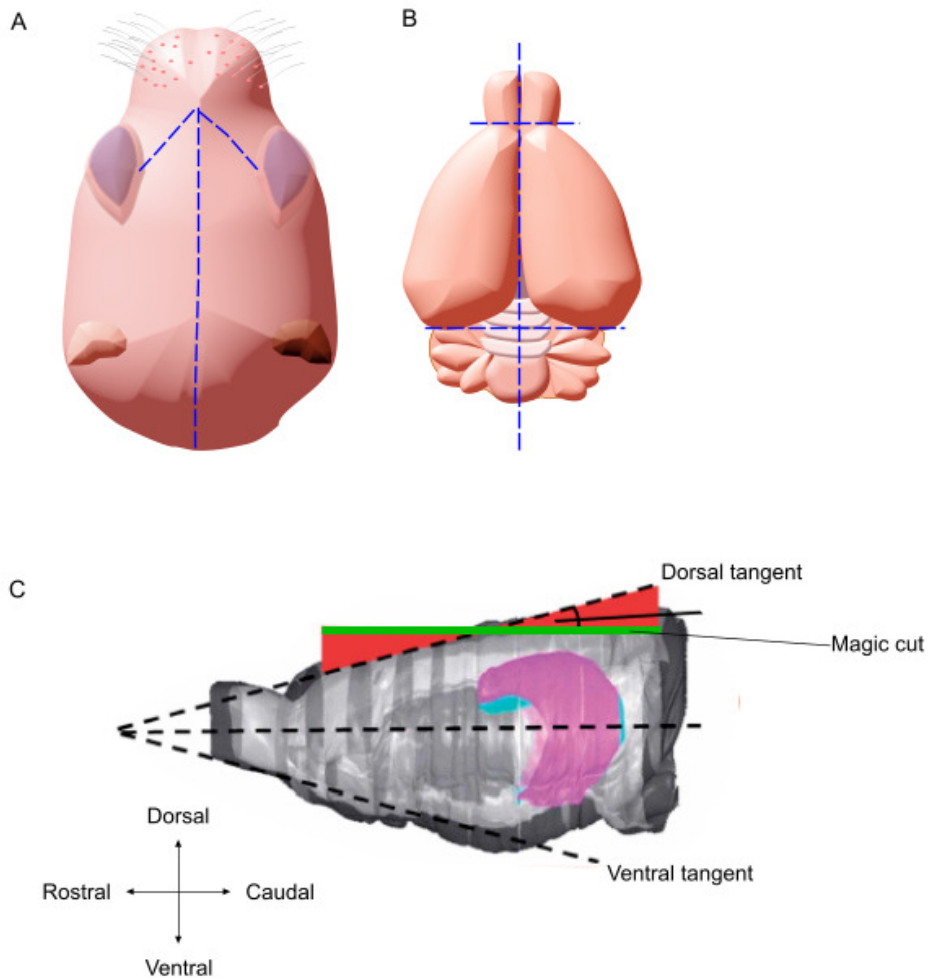 A
B
C
Dorsal tangent
Magic cut
Dorsal
Rostral
Caudal
Ventral tangent
Ventral